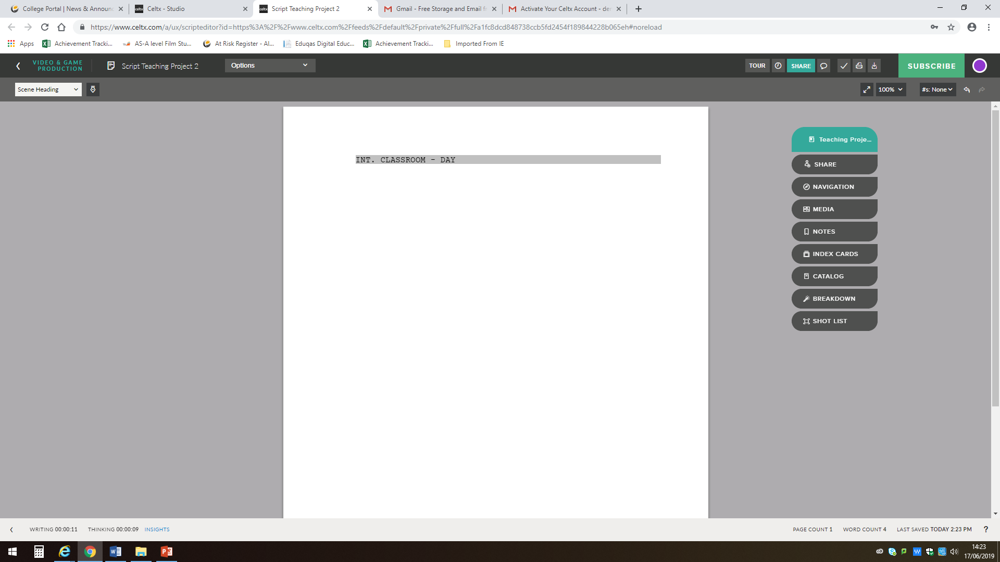 College Portal | News & Announc
Celtx - Studio
Script Teaching Project 2
Gmail - Free Storage and Email fr
Activate Your Celtx Account - der
https://www.celtx.com/a/ux/scripteditor?id=https%3A%2F%2Fwww.celtx.com%2Ffeeds%2Fdefault%2Fprivate%2Ffull%2Fa1fc8dcd848738ccb5fd2454f189844228b065eh#noreload
Apps
Achievement Tracki...
AS-A level Film Stu...
At Risk Register - Al...
Eduqas Digital Educ...
Achievement Tracki...
Imported From IE
VIDEO & GAME
PRODUCTION
Script Teaching Project 2
Options
TOUR
SHARE
SUBSCRIBE
Scene Heading
100%
#s: None
INT. CLASSROOM - DAY
Teaching Proje...
SHARE
NAVIGATION
MEDIA
NOTES
INDEX CARDS
CATALOG
BREAKDOWN
SHOT LIST
WRITING 00:00:11
THINKING 00:00:09
INSIGHTS
PAGE COUNT 1
WORD COUNT 4
LAST SAVED TODAY 2:23 PM
?
14:23
17/06/2019